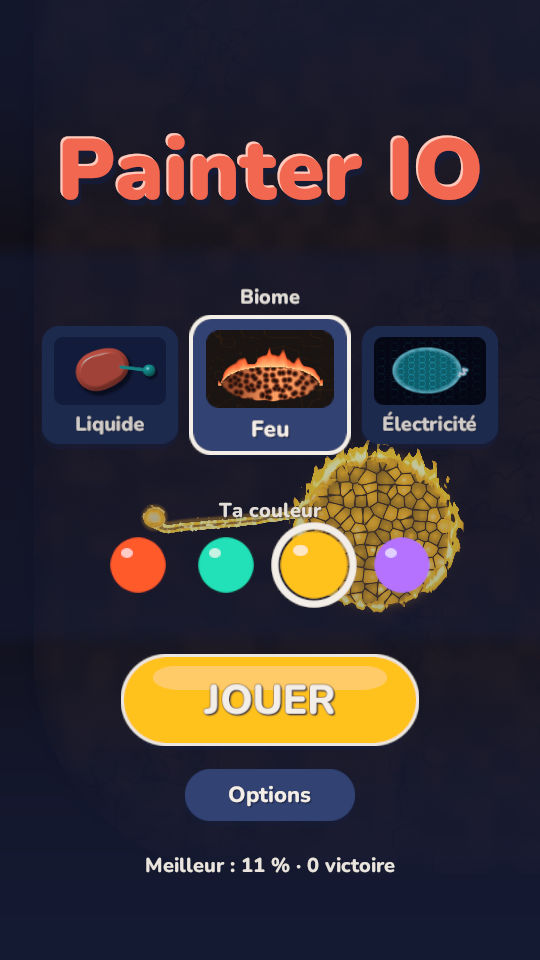 Painter IO
Biome
Liquide
Feu
Électricité
Ta couleur
JOUER
Options
Meilleur : 11 % · 0 victoire